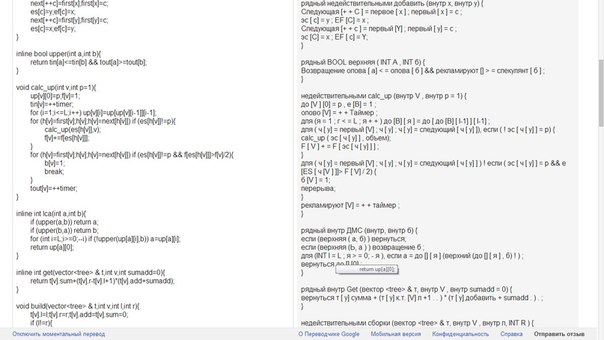 next[++c]=first[x];first[x]=c;
es[c]=y,ef[c]=x;
next[++c]=first[y];first[y]=c;
es[c]=x,ef[c]=y;
}
inline bool upper(int a,int b){
return tin[a]<=tin[b] && tout[a]>=tout[b];
}
void calc_up(int v,int p=1){
up[v][0]=p,f[v]=1;
tin[v]=++timer;
for (int i=1;i<=L;i++) up[v][i]=up[up[v][i-1]][i-1];
for (h[v]=first[v];h[v];h[v]=next[h[v]]) if (es[h[v]]!=p){
calc_up(es[h[v]],v);
f[v]+=f[es[h[v]]];
}
for (h[v]=first[v];h[v];h[v]=next[h[v]]) if (es[h[v]]!=p && f[es[h[v]]]>f[v]/2){
b[v]=1;
break;
}
tout[v]=++timer;
}
inline int lca(int a,int b){
if (upper(a,b)) return a;
if (upper(b,a)) return b;
for (int i=L;i>=0;--i) if (!upper(up[a][i],b)) a=up[a][i];
return up[a][0];
}
inline int get(vector<tree> & t,int v,int sumadd=0){
return t[v].sum+(t[v].r-t[v].l+1)*(t[v].add+sumadd);
}
void build(vector<tree> & t,int v,int l,int r){
t[v].l=l;t[v].r=r,t[v].add=t[v].sum=0;
if (l!=r){
рядный недействительными добавить (внутр х, внутр у) {
Следующая [+ + C ] = первое [ х ] ; первый [ х ] = с ;
эс [ с] = у ; EF [C] = х ;
Следующая [+ + с ] = первый [Y] ; первый [ у] = с ;
эс [C] = х ; EF [ с] = Y;
}
рядный BOOL верхняя ( INT A , INT б) {
Возвращение олова [ а] < = олова [ б ] && рекламируют [] > = спекулянт [ б ] ;
}
недействительными calc_up (внутр V , внутр р = 1) {
до [V ] [0] = р , е [В] = 1 ;
олово [V] = + + Таймер ;
для (я = 1 ; г < = L ; я + + ) до [В] [ я ] = до [ до [В] [ I-1] ] [ I-1] ;
для ( ч [ у] = первый [V] ; ч [ у] ; ч [ у] = следующий [ ч [ у ] ]), если ( ! эс [ ч [ у] ] = р) {
calc_up ( эс [ ч [ у] ] , объем);
F [ V ] + = F [ эс [ ч [ у] ] ] ;
}
для ( ч [ у] = первый [V] ; ч [ у] ; ч [ у] = следующий [ ч [ у] ] ) ! если ( эс [ ч [ у] ] = р && е
[ES [ ч [V ] ]]> F [ V] / 2) {
б [V ] = 1;
перерыва;
}
рекламируют [V] = + + таймер ;
}
рядный внутр ДМС (внутр, внутр б) {
если (верхняя ( а, б) ) вернуться;
если (верхняя (Ь, а ) ) возвращение б ;
для (INT I = L ; я > = 0; - я ), если а = до [] [ я ] (верхний (до [] [ я] , б) ! ) ;
вернуться до [] [0] ;
return up[a][0];
}
рядный внутр Get (вектор <tree> & т, внутр V , внутр sumadd = 0) {
вернуться т [ у] сумма + (т [ у] к.т. [V] л +1 . . ) * (т [ у] добавить + sumadd . ) . ;
}
недействительными сборки (вектор <tree> & т, внутр V , внутр л, INT R ) {
Отключить моментальный перевод
О Переводчике Google
Мобильная версия
Конфиденциальность
Справка
Отправить отзыв